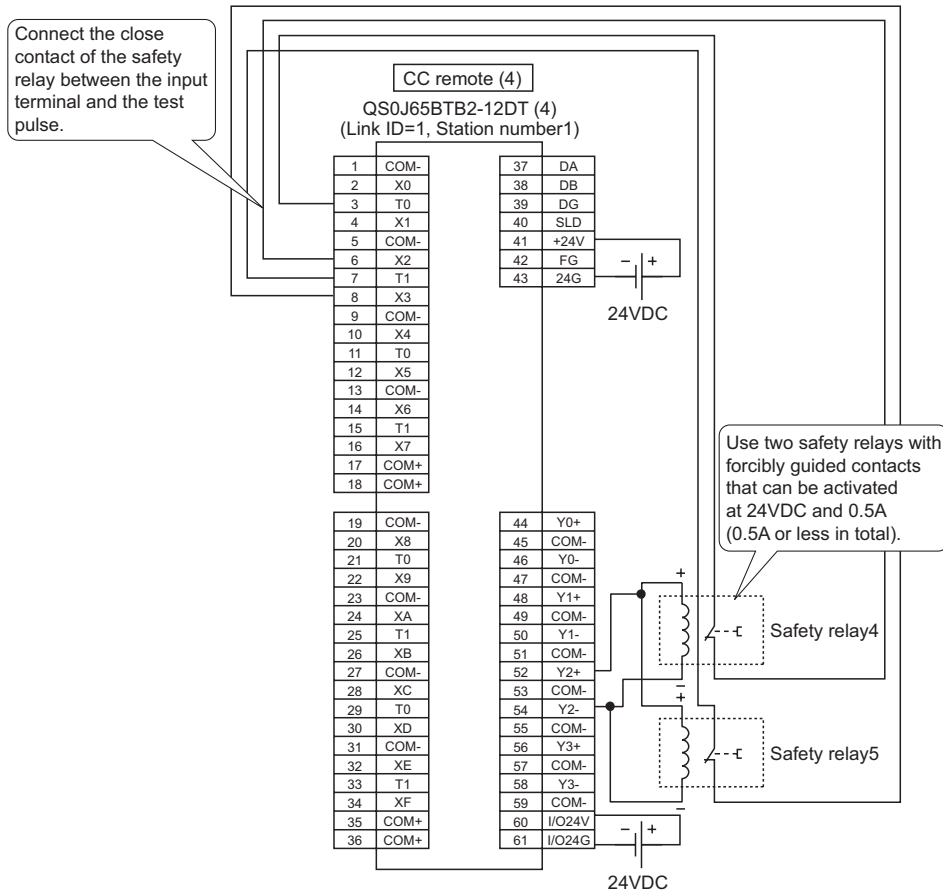 Connect the close
contact of the safety
relay between the input
terminal and the test
pulse.
CC remote (4)
QS0J65BTB2-12DT (4)
(Link ID=1, Station number1)
1 COM-
2 X0
3 T0
4 X1
5 COM-
6 X2
7 T1
8 X3
9 COM-
10 X4
11 T0
12 X5
13 COM-
14 X6
15 T1
16 X7
17 COM+
18 COM+
37 DA
38 DB
39 DG
40 SLD
41 +24V
42 FG
43 24G
− +
24VDC
19 COM-
20 X8
21 T0
22 X9
23 COM-
24 XA
25 T1
26 XB
27 COM-
28 XC
29 T0
30 XD
31 COM-
32 XE
33 T1
34 XF
35 COM+
36 COM+
44 Y0+
45 COM-
46 Y0-
47 COM-
48 Y1+
49 COM-
50 Y1-
51 COM-
52 Y2+
53 COM-
54 Y2-
55 COM-
56 Y3+
57 COM-
58 Y3-
59 COM-
60 I/O24V
61 I/O24G
− +
24VDC
Use two safety relays with
forcibly guided contacts
that can be activated
at 24VDC and 0.5A
(0.5A or less in total).
+
Safety relay4
−
+
Safety relay5
−